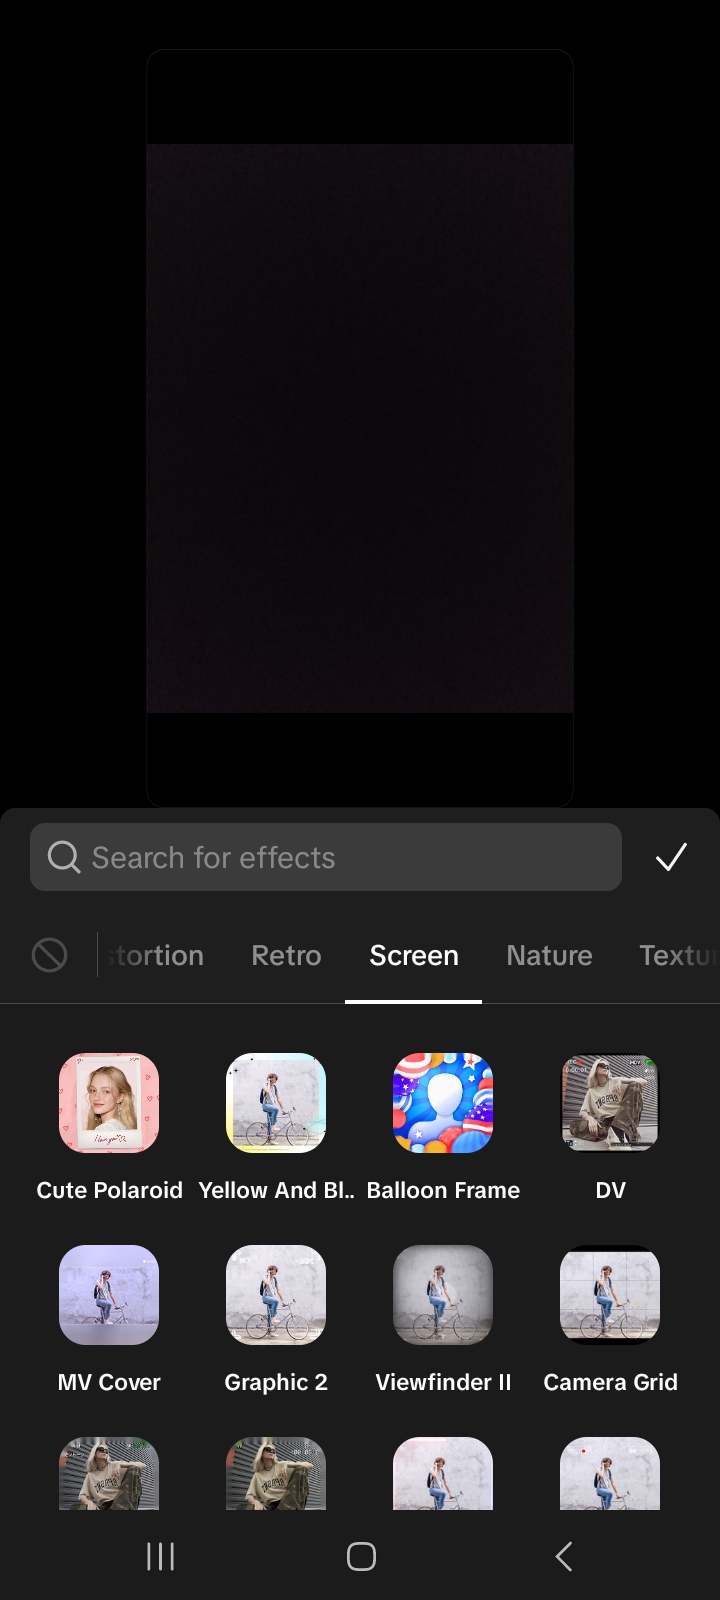 Search for effects
stortion Retro Screen Nature Textur
Cute Polaroid Yellow And Bl.. Balloon Frame DV
MV Cover Graphic 2 Viewfinder II Camera Grid